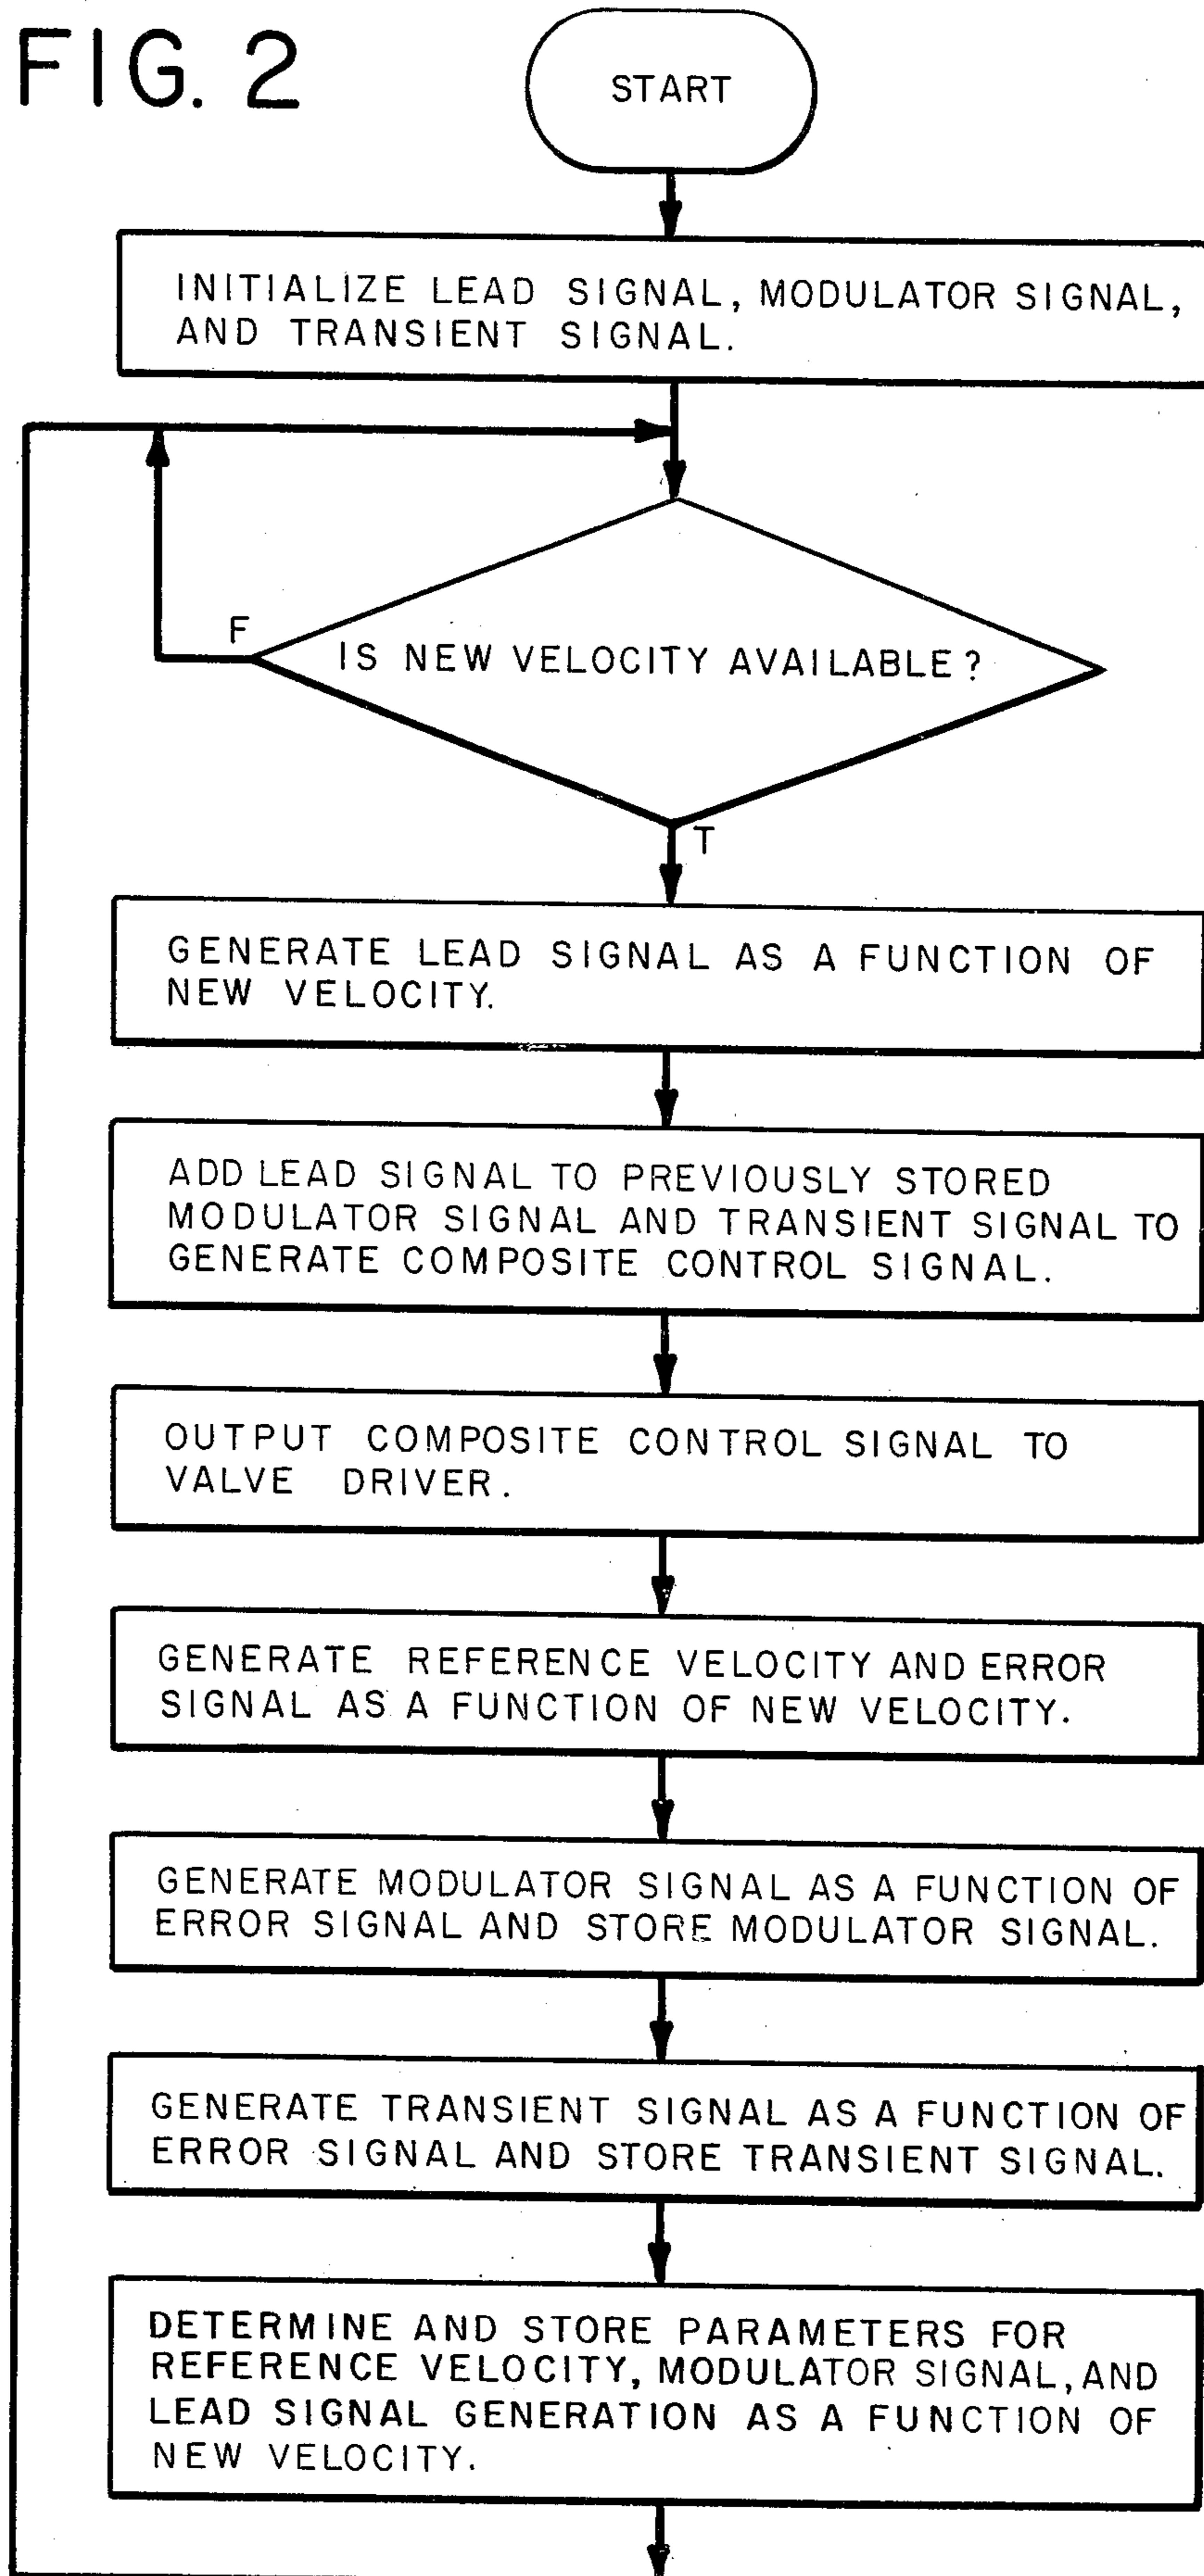 FIG. 2
START
INITIALIZE LEAD SIGNAL, MODULATOR SIGNAL,
AND TRANSIENT SIGNAL.
F
IS NEW VELOCITY AVAILABLE?
T
GENERATE LEAD SIGNAL AS A FUNCTION OF
NEW VELOCITY.
ADD LEAD SIGNAL TO PREVIOUSLY STORED
MODULATOR SIGNAL AND TRANSIENT SIGNAL TO
GENERATE COMPOSITE CONTROL SIGNAL.
OUTPUT COMPOSITE CONTROL SIGNAL TO
VALVE DRIVER.
GENERATE REFERENCE VELOCITY AND ERROR
SIGNAL AS A FUNCTION OF NEW VELOCITY.
GENERATE MODULATOR SIGNAL AS A FUNCTION OF
ERROR SIGNAL AND STORE MODULATOR SIGNAL.
GENERATE TRANSIENT SIGNAL AS A FUNCTION OF
ERROR SIGNAL AND STORE TRANSIENT SIGNAL.
DETERMINE AND STORE PARAMETERS FOR
REFERENCE VELOCITY, MODULATOR SIGNAL, AND
LEAD SIGNAL GENERATION AS A FUNCTION OF
NEW VELOCITY.